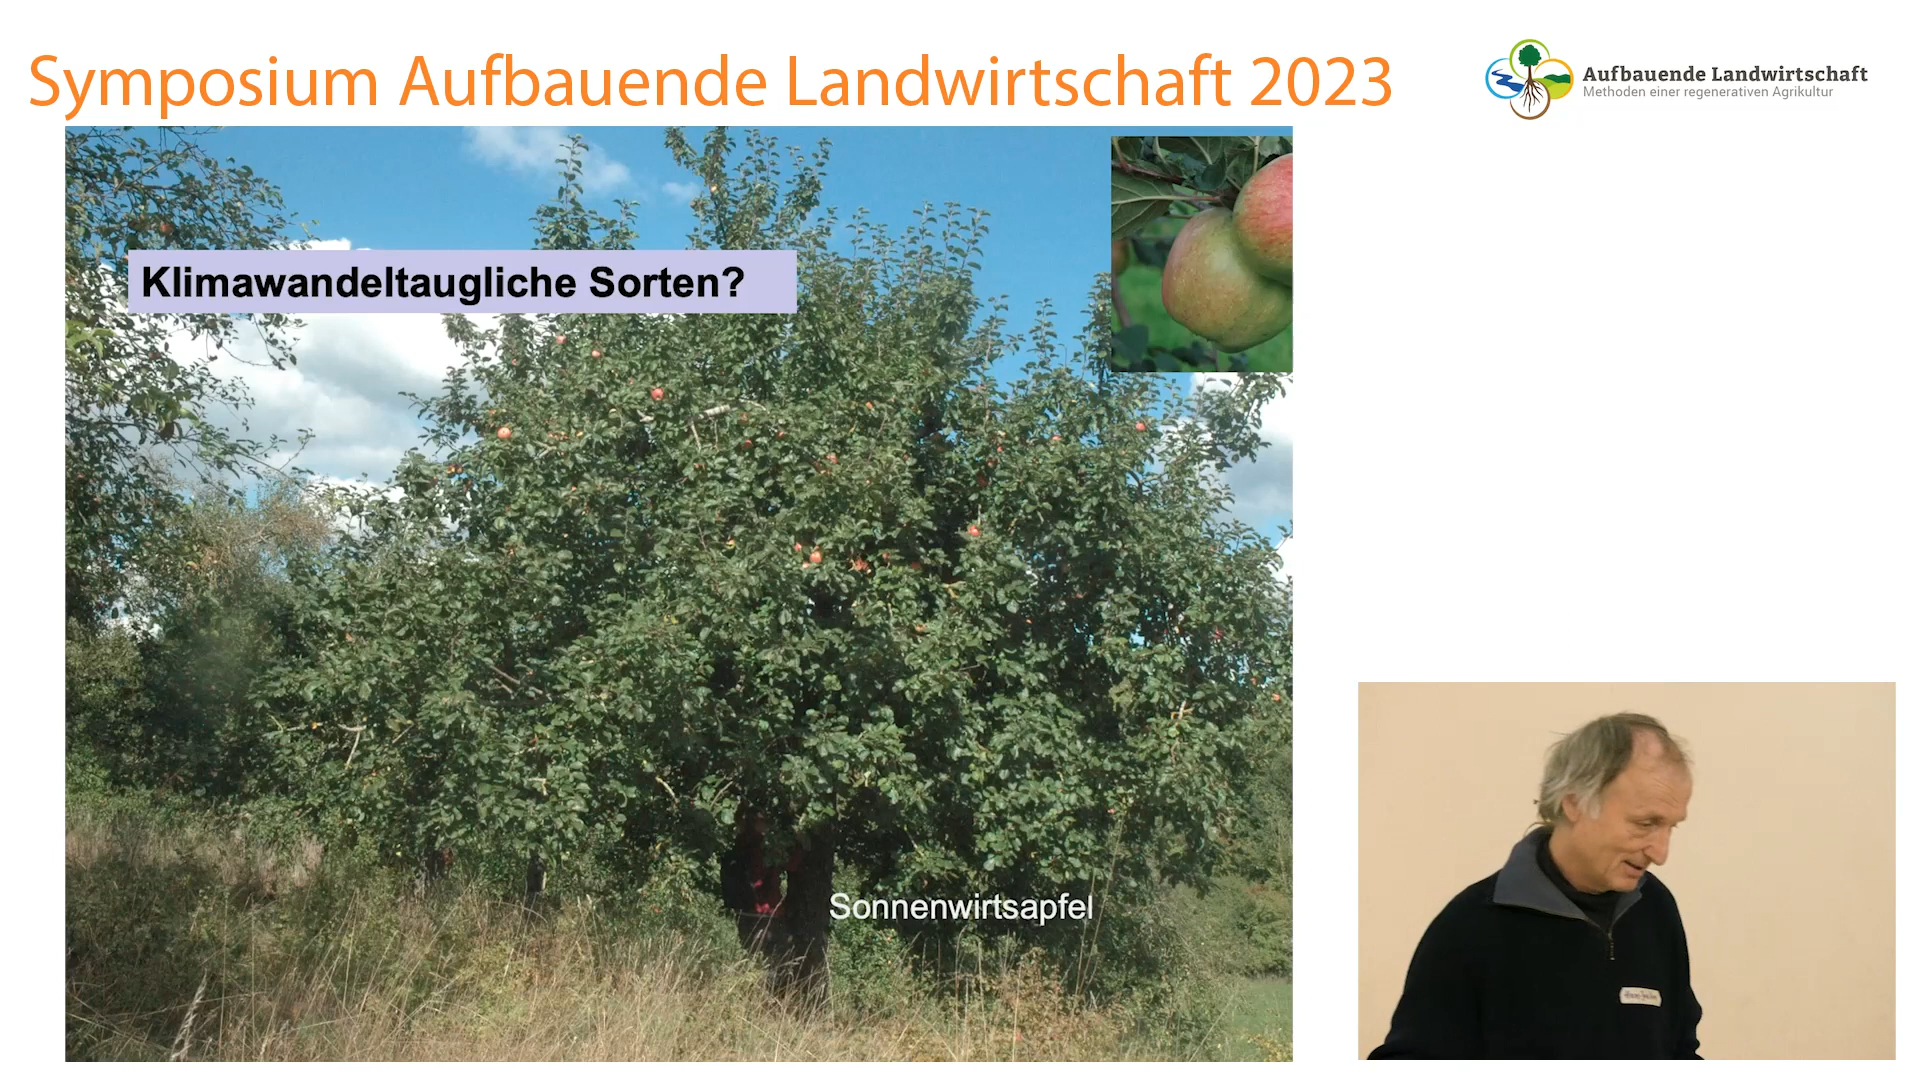 Symposium Aufbauende Landwirtschaft 2023
Aufbauende Landwirtschaft
Methoden einer regenerativen Agrikultur
Klimawandeltaugliche Sorten?
Sonnenwirtsapfel